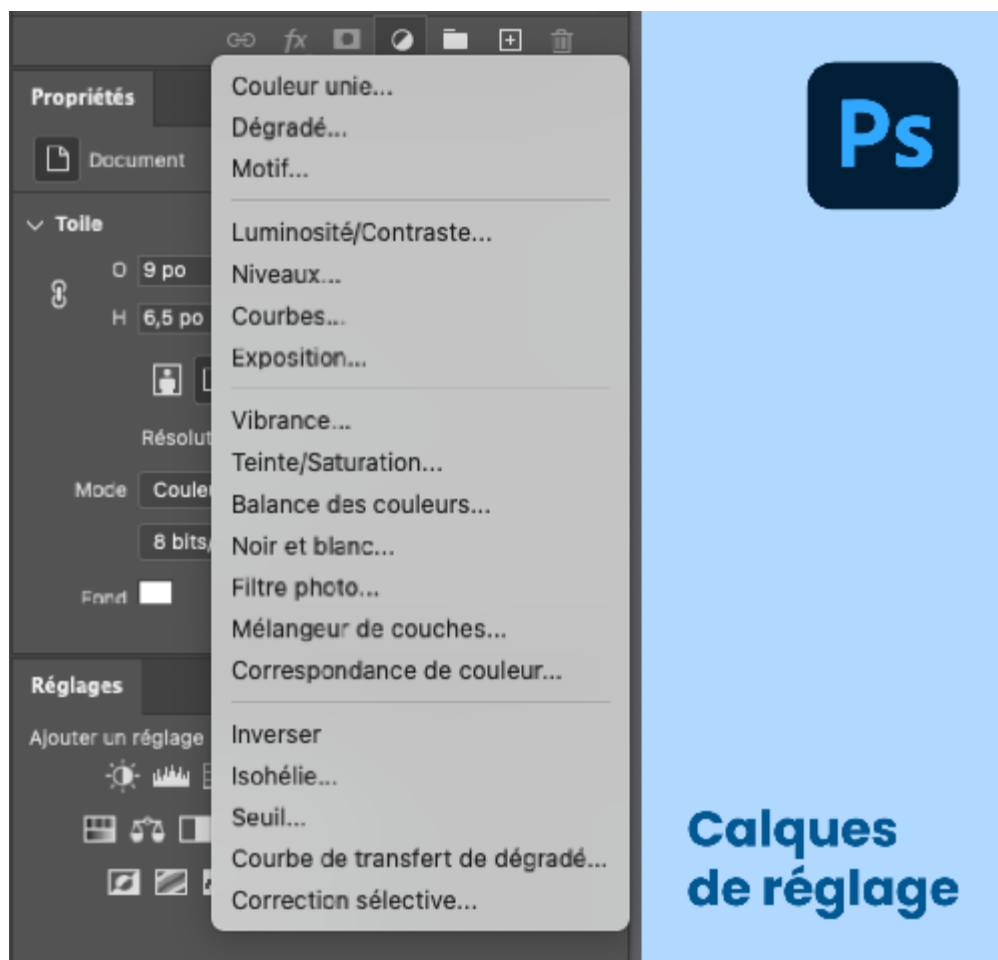 fx
Propriétés
Document
Toile
O 9 po
H 6,5 po
Résolut
Mode Coule
8 bits/
Fond
Réglages
Ajouter un réglage
Couleur unie...
Dégradé...
Motif...
Luminosité/Contraste...
Niveaux...
Courbes...
Exposition...
Vibrance...
Teinte/Saturation...
Balance des couleurs...
Noir et blanc...
Filtre photo...
Mélangeur de couches...
Correspondance de couleur...
Inverser
Isohélie...
Seuil...
Courbe de transfert de dégradé...
Correction sélective...
Ps
Calques
de réglage